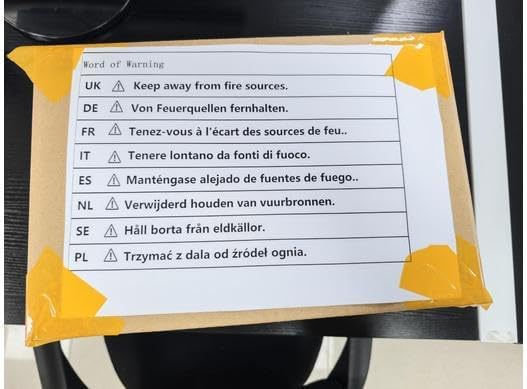 Word of Warning
UK ⚠ Keep away from fire sources.
DE ⚠ Von Feuerquellen fernhalten.
FR ⚠ Tenez-vous à l'écart des sources de feu..
IT ⚠ Tenere lontano da fonti di fuoco.
ES ⚠ Manténgase alejado de fuentes de fuego..
NL ⚠ Verwijderd houden van vuurbronnen.
SE ⚠ Håll borta från eldkällor.
PL ⚠ Trzymać z dala od źródeł ognia.